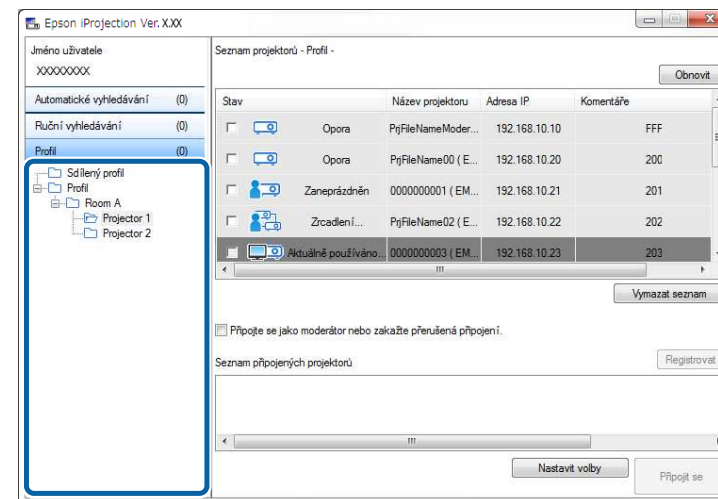 Epson iProjection Ver. X.XX
Jméno uživatele
XXXXXXXX
Automatické vyhledávání (0)
Ruční vyhledávání (0)
Profil (0)
Sdílený profil
Profil
Room A
Projector 1
Projector 2
Seznam projektorů - Profil -
Obnovit
Stav Název projektoru Adresa IP Komentáře
Opora PrjFileNameModer... 192.168.10.10 FFF
Opora PrjFileName00 ( E... 192.168.10.20 200
Zaneprázdněn 0000000001 ( EM... 192.168.10.21 201
Zrcadlení... PrjFileName02 ( E... 192.168.10.22 202
Aktuálně používáno... 0000000003 ( EM... 192.168.10.23 203
Vymazat seznam
Připojte se jako moderátor nebo zakažte přerušená připojení.
Seznam připojených projektorů
Registrovat
Nastavit volby
Připojit se